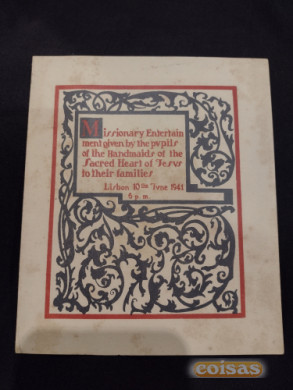 Missionary Entertain
ment given by the pupils
of the Handmaids of the
Sacred Heart of Jesus
to their families
Lisbon 10th June 1941
6 p. m.
coisas